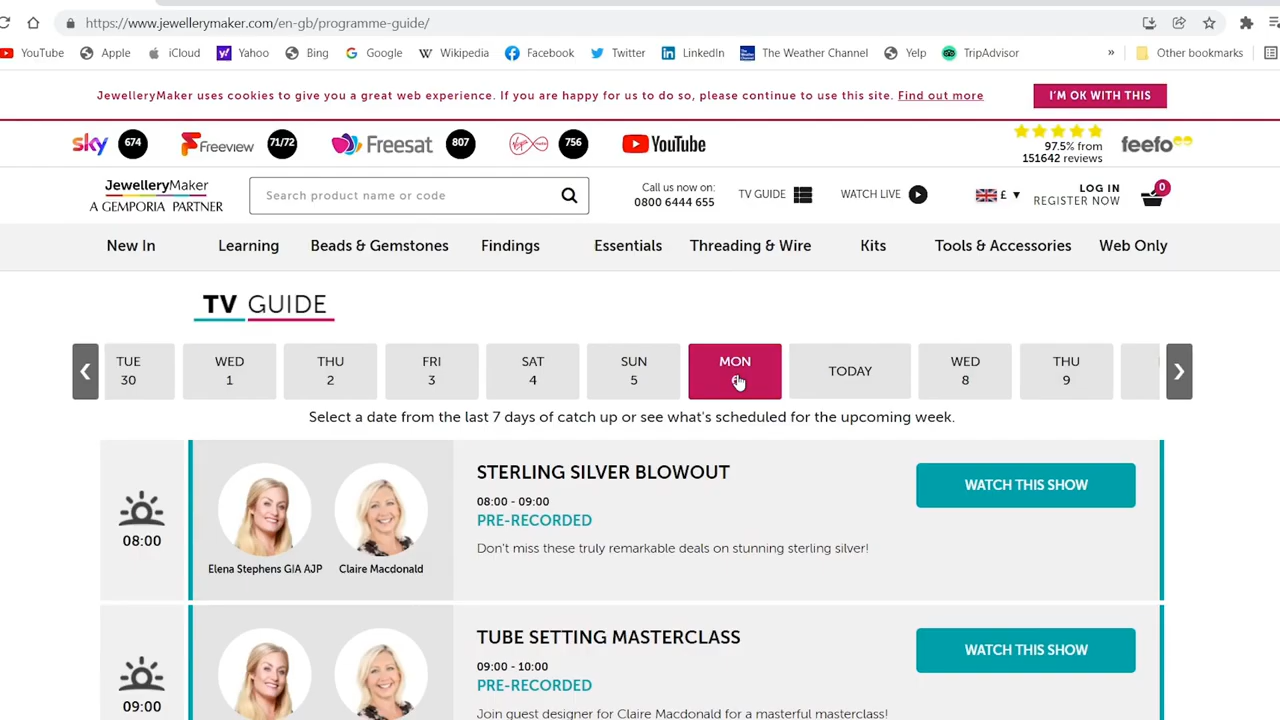 https://www.jewellerymaker.com/en-gb/programme-guide/
YouTube Apple iCloud Yahoo Bing Google Wikipedia Facebook Twitter LinkedIn The Weather Channel Yelp TripAdvisor » Other bookmarks
JewelleryMaker uses cookies to give you a great web experience. If you are happy for us to do so, please continue to use this site. Find out more
I'M OK WITH THIS
sky 674 Freeview 71/72 Freesat 807 756 YouTube
97.5% from
151642 reviews
feefo
JewelleryMaker
A GEMPORIA PARTNER
Search product name or code
Call us now on:
0800 6444 655
TV GUIDE
WATCH LIVE
£ ▼
LOG IN
REGISTER NOW
0
New In Learning Beads & Gemstones Findings Essentials Threading & Wire Kits Tools & Accessories Web Only
TV GUIDE
TUE WED THU FRI SAT SUN MON TODAY WED THU
30 1 2 3 4 5 8 9
Select a date from the last 7 days of catch up or see what's scheduled for the upcoming week.
08:00
Elena Stephens GIA AJP
Claire Macdonald
STERLING SILVER BLOWOUT
08:00 - 09:00
PRE-RECORDED
Don't miss these truly remarkable deals on stunning sterling silver!
WATCH THIS SHOW
09:00
TUBE SETTING MASTERCLASS
09:00 - 10:00
PRE-RECORDED
Join guest designer for Claire Macdonald for a masterful masterclass!
WATCH THIS SHOW